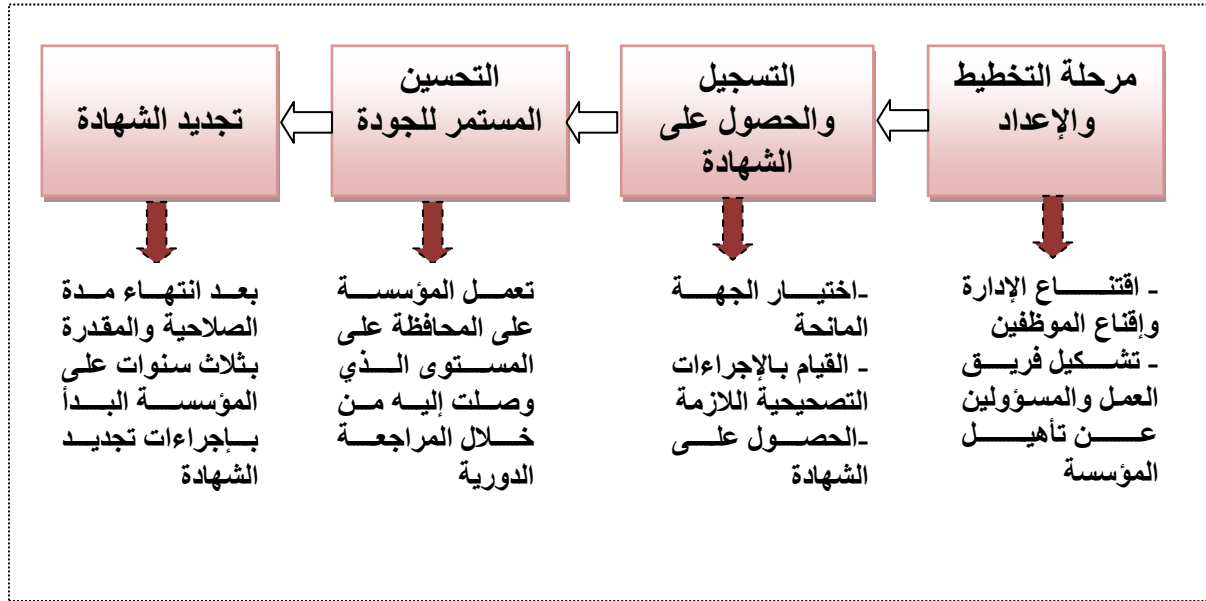 مرحلة التخطيط
والإعداد
التسجيل
والحصول على
الشهادة
التحسين
المستمر للجودة
تجديد الشهادة
- اقتناع الإدارة
وإقناع الموظفين
- تشكيل فريق
العمل والمسؤولين
عن تأهيل
المؤسسة
-اختيار الجهة
المانحة
- القيام بالإجراءات
التصحيحية اللازمة
-الحصول على
الشهادة
تعمل المؤسسة
على المحافظة على
المستوى الذي
وصلت إليه من
خلال المراجعة
الدورية
بعد انتهاء مدة
الصلاحية والمقدرة
بثلاث سنوات على
المؤسسة البدأ
بإجراءات تجديد
الشهادة